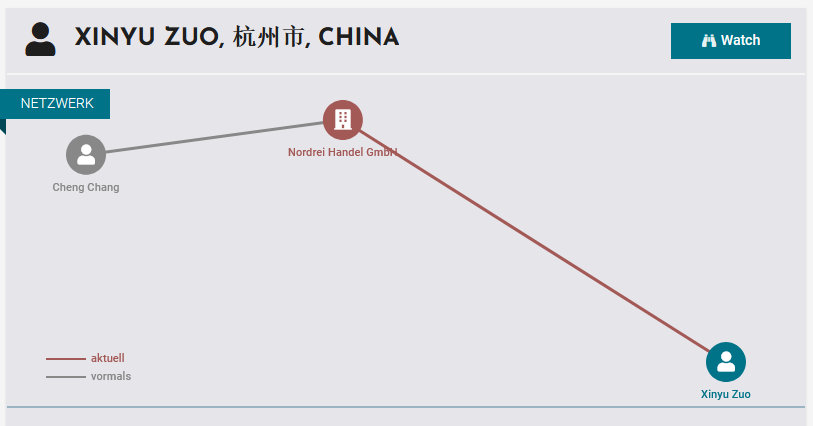 XINYU ZUO, 杭州市, CHINA
Watch
NETZWERK
Nordrei Handel GmbH
Cheng Chang
aktuell
vormals
Xinyu Zuo